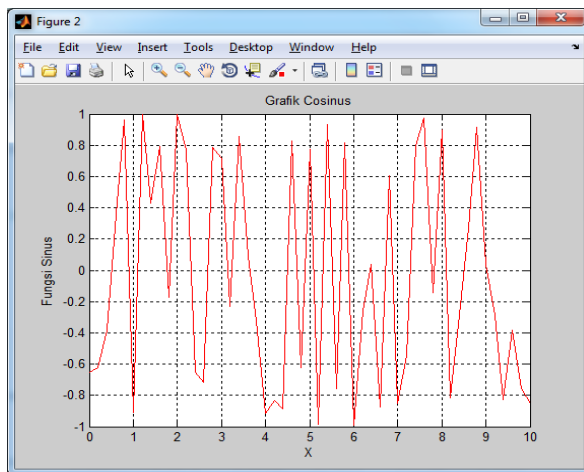 Figure 2
File Edit View Insert Tools Desktop Window Help
Grafik Cosinus
Fungsi Sinus
1
0.8
0.6
0.4
0.2
0
-0.2
-0.4
-0.6
-0.8
-1
0 1 2 3 4 5 6 7 8 9 10
X